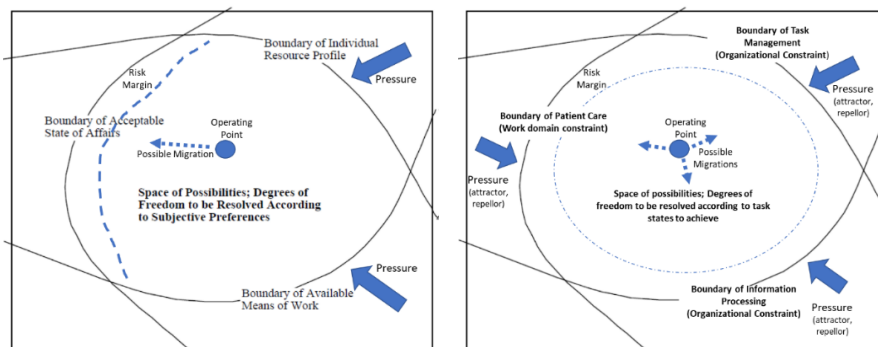 Boundary of Individual
Resource Profile
Pressure
Risk
Margin
Boundary of Acceptable
State of Affairs
Operating
Point
Possible Migration
Space of Possibilities; Degrees of
Freedom to be Resolved According
to Subjective Preferences
Pressure
Boundary of Available
Means of Work
Boundary of Task
Management
(Organizational Constraint)
Risk
Margin
Pressure
(attractor,
repellor)
Boundary of Patient Care
(Work domain constraint)
Operating
Point
Possible
Migrations
Pressure
(attractor,
repellor)
Space of possibilities; Degrees of
freedom to be resolved according to task
states to achieve
Boundary of Information
Processing
(Organizational Constraint)
Pressure
(attractor,
repellor)